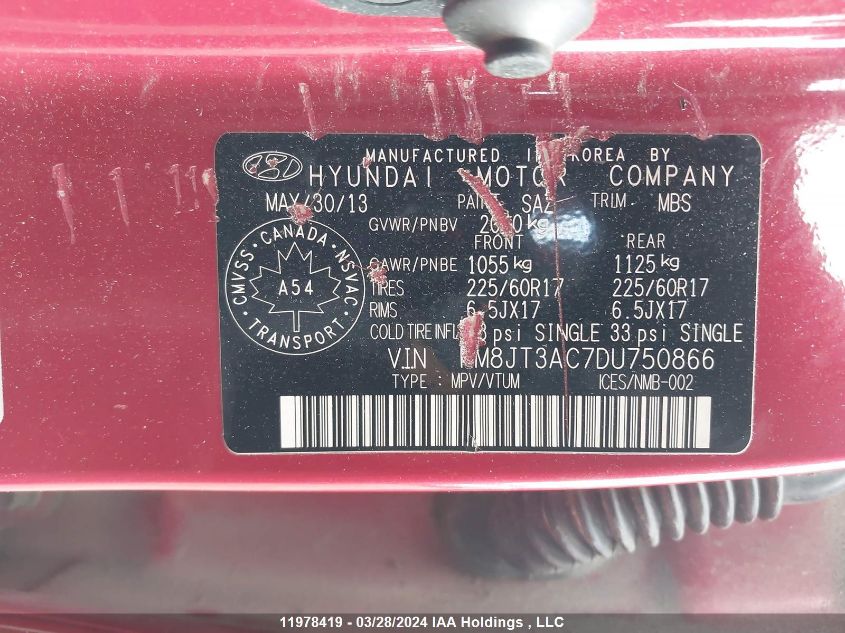 MANUFACTURED KOREA BY
HYUNDAI MOTOR COMPANY
MAY/30/13 SAZ TRIM MBS
GVWR/PNBV kg
FRONT REAR
GAWR/PNBE 1055 kg 1125 kg
TIRES 225/60R17 225/60R17
RIMS 6.5JX17 6.5JX17
COLD TIRE psi SINGLE 33 psi SINGLE
VIN M8JT3AC7DU750866
TYPE : MPV/VTUM ICES/NMB-002
CMVSS · CANADA · NSVAC · TRANSPORT ·
A54
11978419 - 03/28/2024 IAA Holdings , LLC